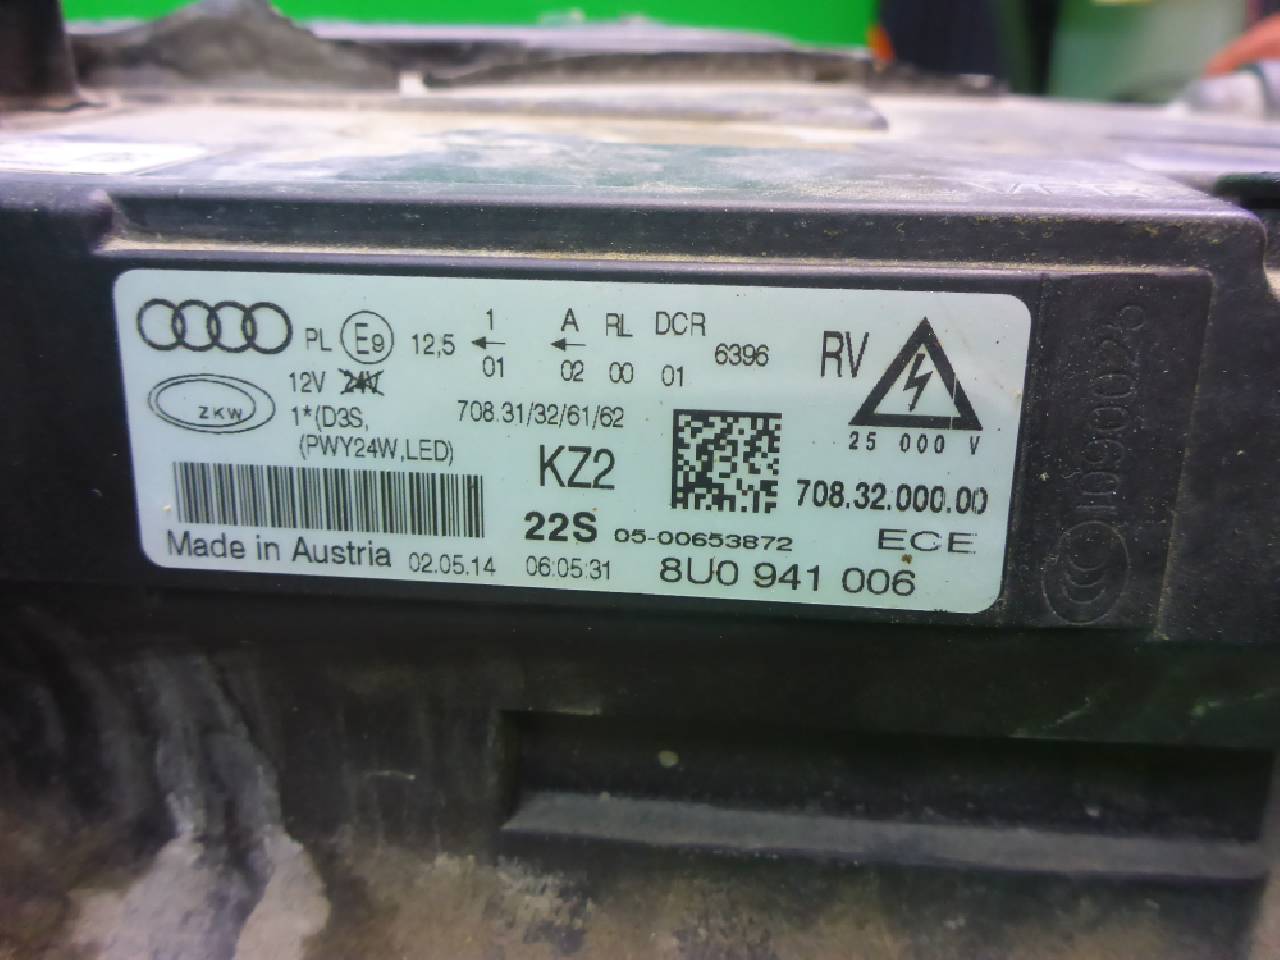 PL E9 12,5 1 A RL DCR
01 02 00 01 6396 RV
12V 24V
ZKW 1*(D3S, 708.31/32/61/62 25 000 V
(PWY24W,LED) KZ2 708.32.000.00
22S 05-00653872 ECE
Made in Austria 02.05.14 06:05:31 8U0 941 006